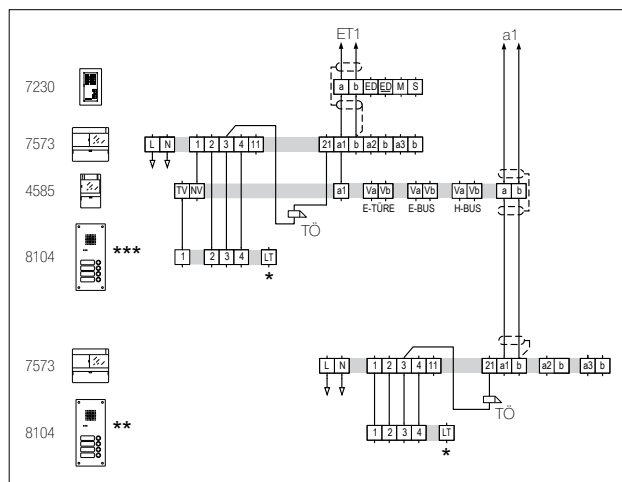 ET1 a1
7230 a b ED ED M S
7573 L N 1 2 3 4 11 21 a1 b a2 b a3 b
4585 TV NV a1 Va Vb Va Vb Va Vb a b
E-TÜRE E-BUS H-BUS
TÖ
8104 *** 1 2 3 4 LT
*
7573 L N 1 2 3 4 11 21 a1 b a2 b a3 b
TÖ
8104 ** 1 2 3 4 LT
*